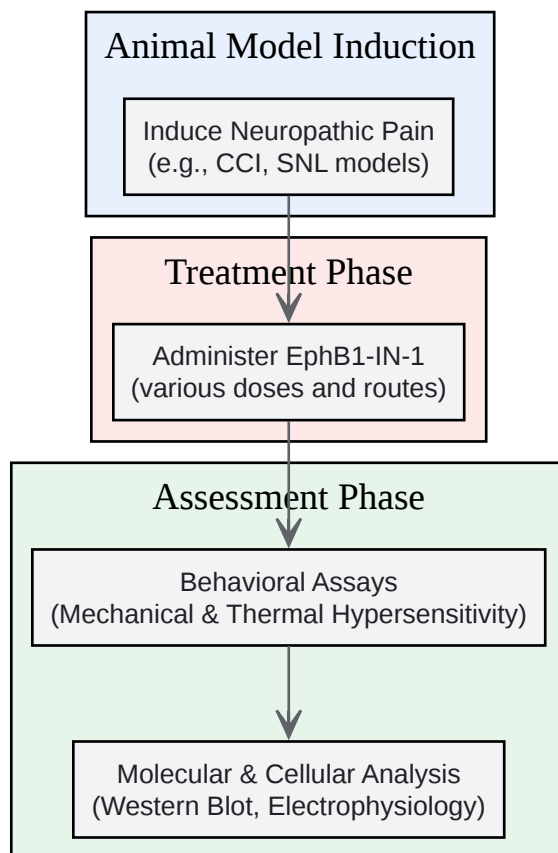 Animal Model Induction
Induce Neuropathic Pain
(e.g., CCI, SNL models)
Treatment Phase
Administer EphB1-IN-1
(various doses and routes)
Assessment Phase
Behavioral Assays
(Mechanical & Thermal Hypersensitivity)
Molecular & Cellular Analysis
(Western Blot, Electrophysiology)